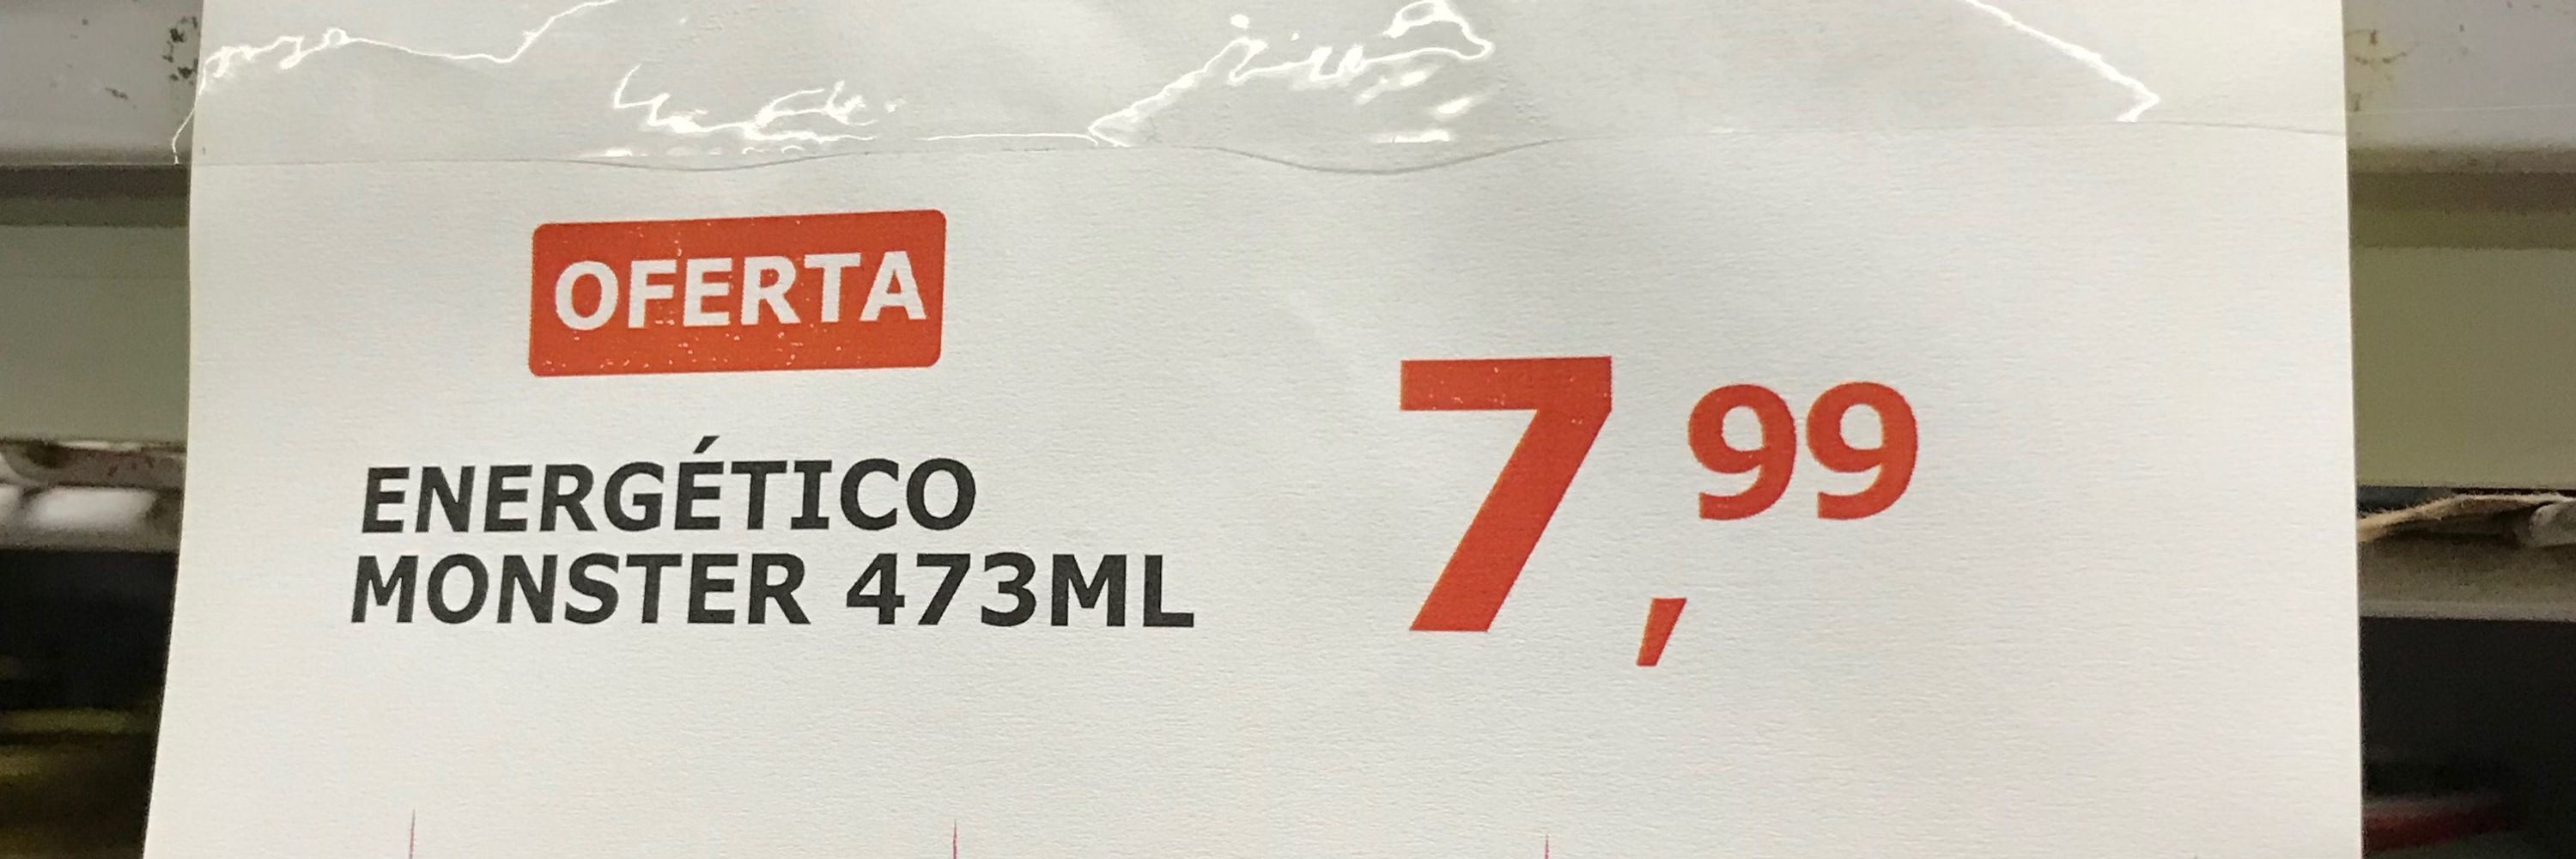 OFERTA
ENERGÉTICO
MONSTER 473ML
7,99